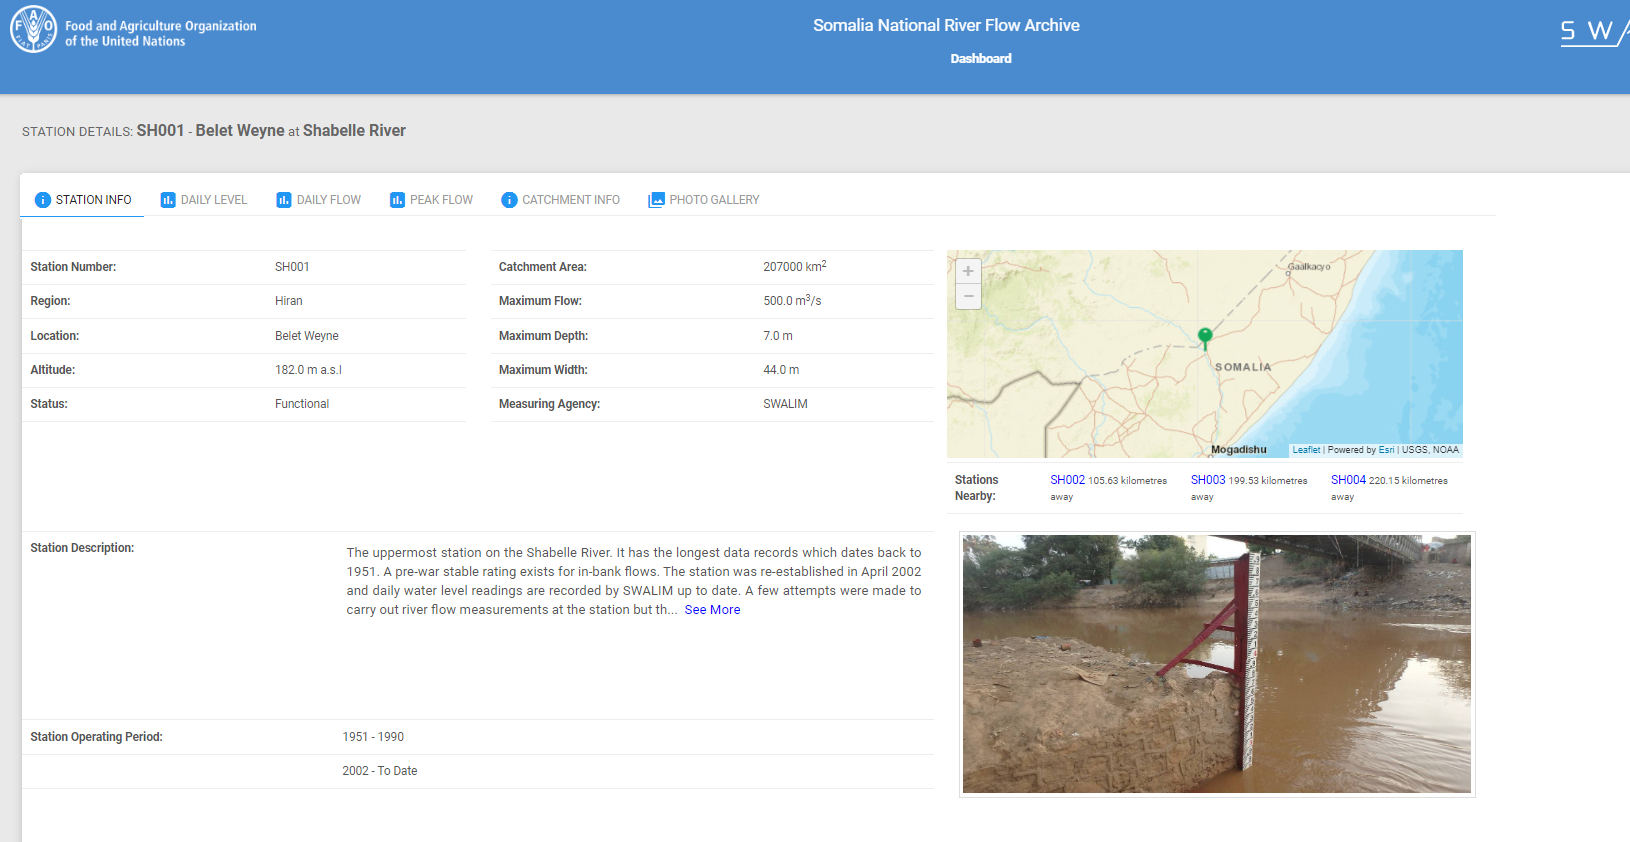 FAO
FIAT PANIS
Food and Agriculture Organization
of the United Nations
Somalia National River Flow Archive
Dashboard
SWA
STATION DETAILS: SH001 - Belet Weyne at Shabelle River
STATION INFO DAILY LEVEL DAILY FLOW PEAK FLOW CATCHMENT INFO PHOTO GALLERY
Station Number: SH001
Region: Hiran
Location: Belet Weyne
Altitude: 182.0 m a.s.l
Status: Functional
Catchment Area: 207000 km²
Maximum Flow: 500.0 m³/s
Maximum Depth: 7.0 m
Maximum Width: 44.0 m
Measuring Agency: SWALIM
+
−
Gaalkacyo
SOMALIA
Mogadishu
Leaflet | Powered by Esri | USGS, NOAA
Stations
Nearby:
SH002 105.63 kilometres
away
SH003 199.53 kilometres
away
SH004 220.15 kilometres
away
Station Description:
The uppermost station on the Shabelle River. It has the longest data records which dates back to
1951. A pre-war stable rating exists for in-bank flows. The station was re-established in April 2002
and daily water level readings are recorded by SWALIM up to date. A few attempts were made to
carry out river flow measurements at the station but th... See More
Station Operating Period: 1951 - 1990
2002 - To Date